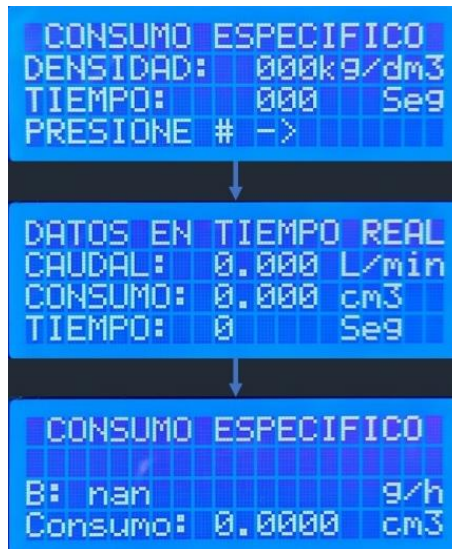 CONSUMO ESPECIFICO
DENSIDAD: 000kg/dm3
TIEMPO: 000 Seg
PRESIONE # ->
DATOS EN TIEMPO REAL
CAUDAL: 0.000 L/min
CONSUMO: 0.000 cm3
TIEMPO: 0 Seg
CONSUMO ESPECIFICO
B: nan g/h
Consumo: 0.0000 cm3